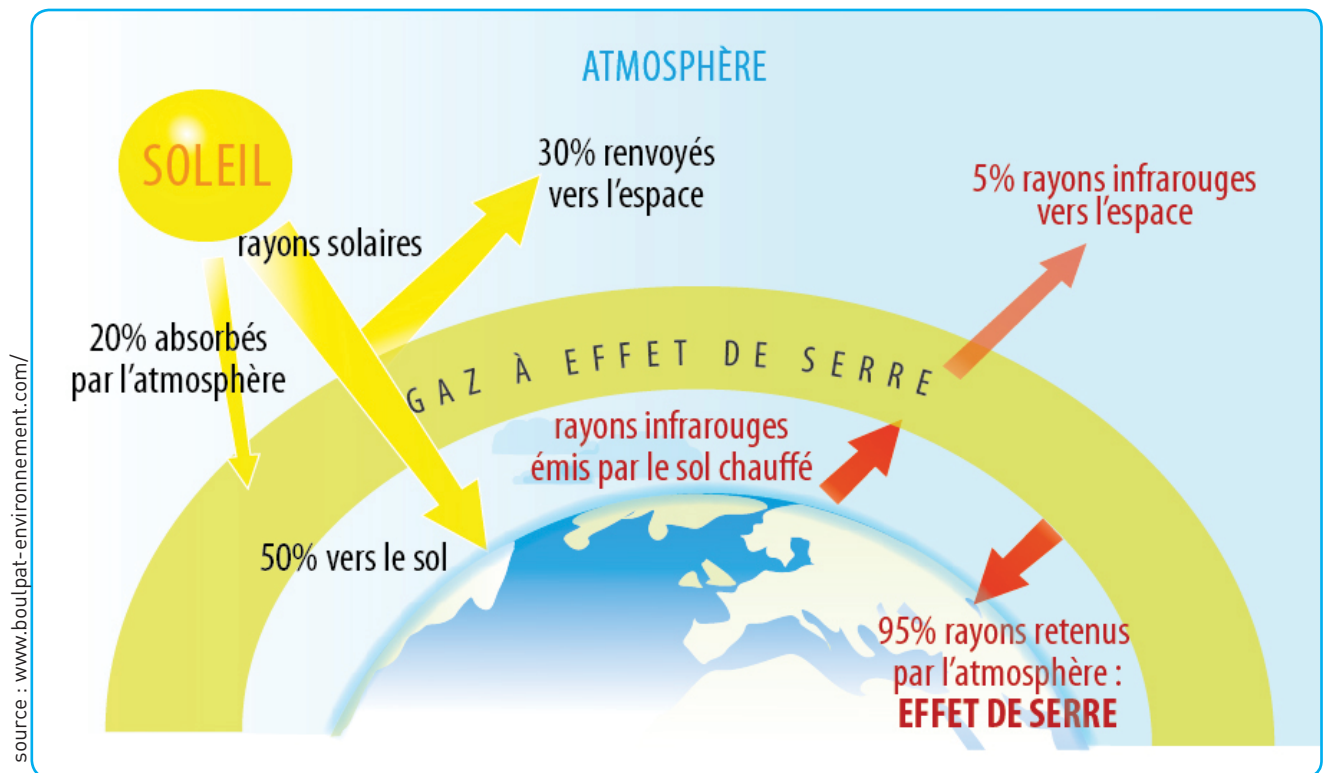 ATMOSPHÈRE
SOLEIL
rayons solaires
30% renvoyés
vers l'espace
5% rayons infrarouges
vers l'espace
20% absorbés
par l'atmosphère
GAZ À EFFET DE SERRE
rayons infrarouges
émis par le sol chauffé
50% vers le sol
95% rayons retenus
par l'atmosphère :
EFFET DE SERRE
source : www.boulpat-environnement.com/